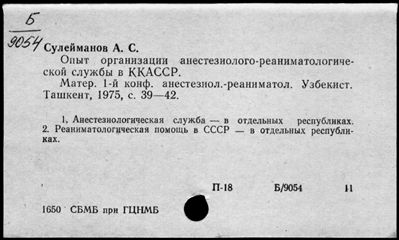 Б
9054
Сулейманов А. С.
Опыт организации анестезиолого-реаниматологиче-
ской службы в ККАССР.
Матер. 1-й конф. анестезиол.-реаниматол. Узбекист.
Ташкент, 1975, с. 39—42.
1. Анестезиологическая служба — в отдельных республиках.
2. Реаниматологическая помощь в СССР — в отдельных республи-
ках.
П-18 Б/9054 11
1650 СБМБ при ГЦНМБ